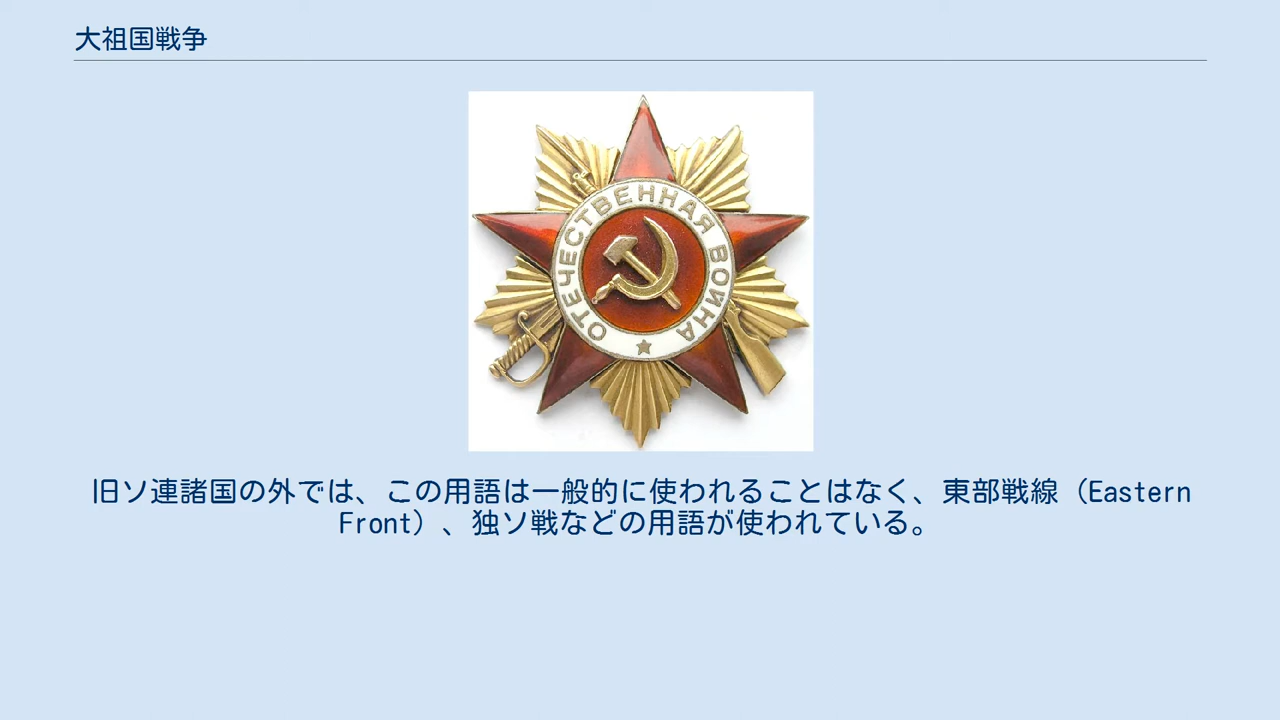 大祖国戦争
ОТЕЧЕСТВЕННАЯ ВОЙНА
旧ソ連諸国の外では、この用語は一般的に使われることはなく、東部戦線（Eastern
Front）、独ソ戦などの用語が使われている。